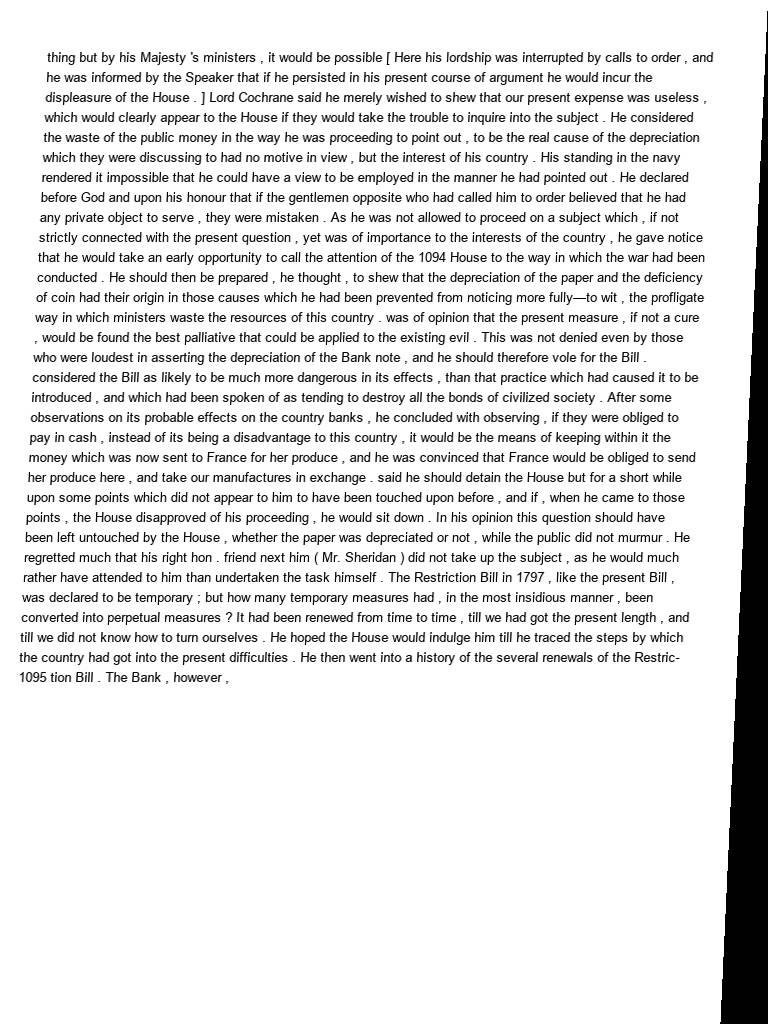 thing but by his Majesty 's ministers , it would be possible [ Here his lordship was interrupted by calls to order , and
he was informed by the Speaker that if he persisted in his present course of argument he would incur the
displeasure of the House . ] Lord Cochrane said he merely wished to shew that our present expense was useless ,
which would clearly appear to the House if they would take the trouble to inquire into the subject . He considered
the waste of the public money in the way he was proceeding to point out , to be the real cause of the depreciation
which they were discussing to had no motive in view , but the interest of his country . His standing in the navy
rendered it impossible that he could have a view to be employed in the manner he had pointed out . He declared
before God and upon his honour that if the gentlemen opposite who had called him to order believed that he had
any private object to serve , they were mistaken . As he was not allowed to proceed on a subject which , if not
strictly connected with the present question , yet was of importance to the interests of the country , he gave notice
that he would take an early opportunity to call the attention of the 1094 House to the way in which the war had been
conducted . He should then be prepared , he thought , to shew that the depreciation of the paper and the deficiency
of coin had their origin in those causes which he had been prevented from noticing more fully—to wit , the profligate
way in which ministers waste the resources of this country . was of opinion that the present measure , if not a cure
, would be found the best palliative that could be applied to the existing evil . This was not denied even by those
who were loudest in asserting the depreciation of the Bank note , and he should therefore vole for the Bill .
considered the Bill as likely to be much more dangerous in its effects , than that practice which had caused it to be
introduced , and which had been spoken of as tending to destroy all the bonds of civilized society . After some
observations on its probable effects on the country banks , he concluded with observing , if they were obliged to
pay in cash , instead of its being a disadvantage to this country , it would be the means of keeping within it the
money which was now sent to France for her produce , and he was convinced that France would be obliged to send
her produce here , and take our manufactures in exchange . said he should detain the House but for a short while
upon some points which did not appear to him to have been touched upon before , and if , when he came to those
points , the House disapproved of his proceeding , he would sit down . In his opinion this question should have
been left untouched by the House , whether the paper was depreciated or not , while the public did not murmur . He
regretted much that his right hon . friend next him ( Mr. Sheridan ) did not take up the subject , as he would much
rather have attended to him than undertaken the task himself . The Restriction Bill in 1797 , like the present Bill ,
was declared to be temporary ; but how many temporary measures had , in the most insidious manner , been
converted into perpetual measures ? It had been renewed from time to time , till we had got the present length , and
till we did not know how to turn ourselves . He hoped the House would indulge him till he traced the steps by which
the country had got into the present difficulties . He then went into a history of the several renewals of the Restric-
1095 tion Bill . The Bank , however ,